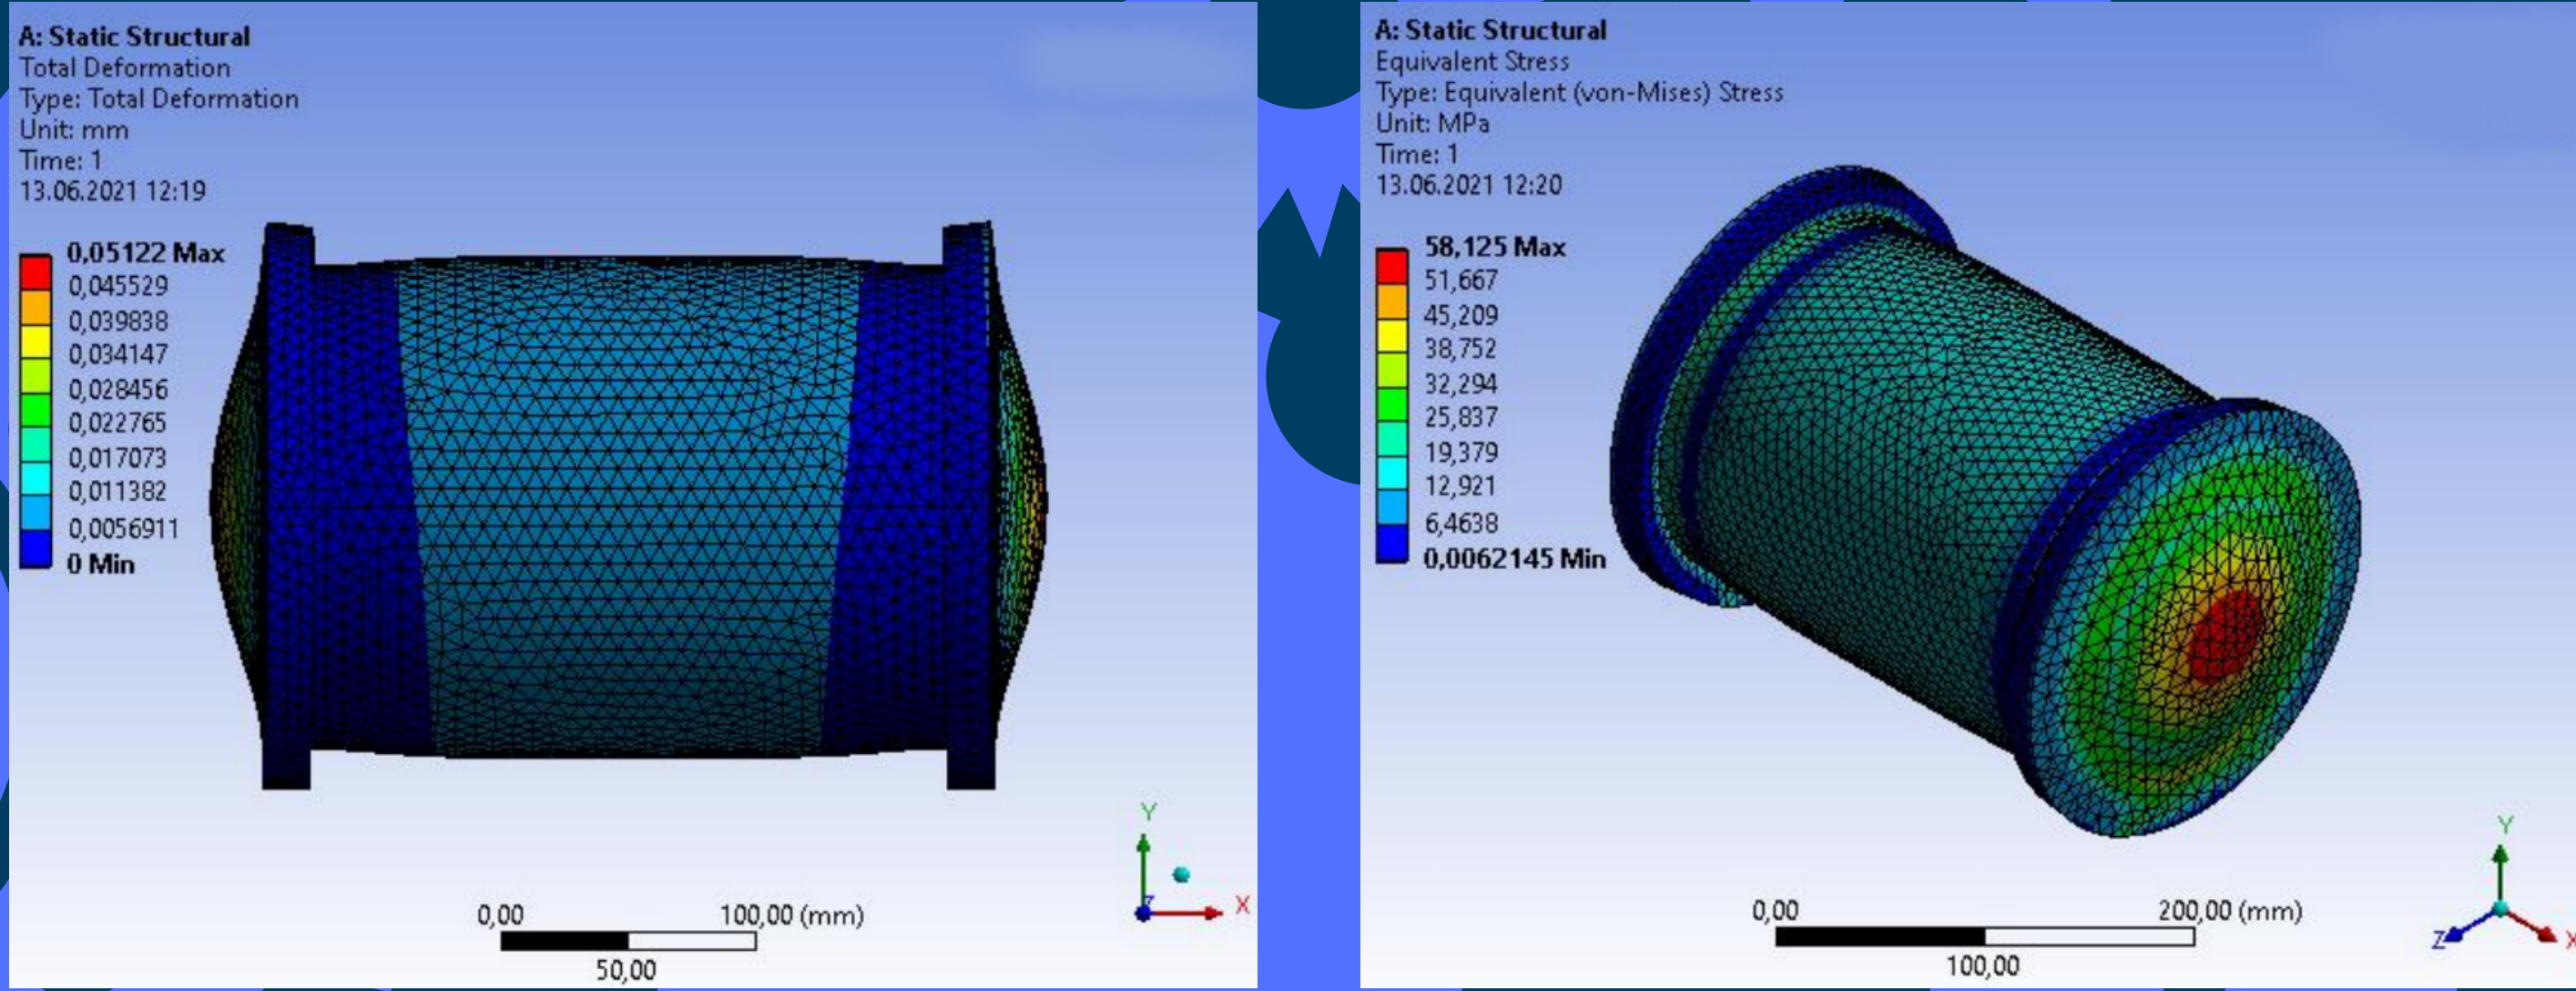 A: Static Structural
Total Deformation
Type: Total Deformation
Unit: mm
Time: 1
13.06.2021 12:19
0,05122 Max
0,045529
0,039838
0,034147
0,028456
0,022765
0,017073
0,011382
0,0056911
0 Min
Y
Z
X
0,00
100,00 (mm)
50,00
A: Static Structural
Equivalent Stress
Type: Equivalent (von-Mises) Stress
Unit: MPa
Time: 1
13.06.2021 12:20
58,125 Max
51,667
45,209
38,752
32,294
25,837
19,379
12,921
6,4638
0,0062145 Min
Y
Z
X
0,00
200,00 (mm)
100,00